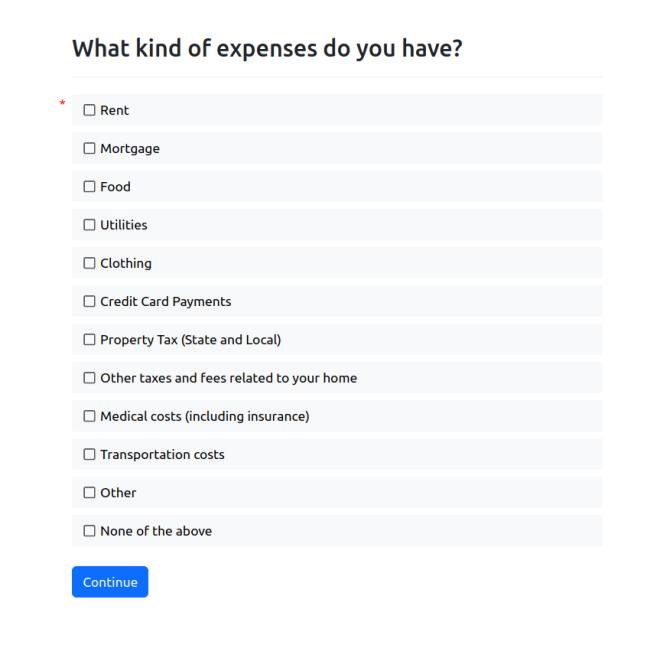 What kind of expenses do you have?
*
Rent
Mortgage
Food
Utilities
Clothing
Credit Card Payments
Property Tax (State and Local)
Other taxes and fees related to your home
Medical costs (including insurance)
Transportation costs
Other
None of the above
Continue